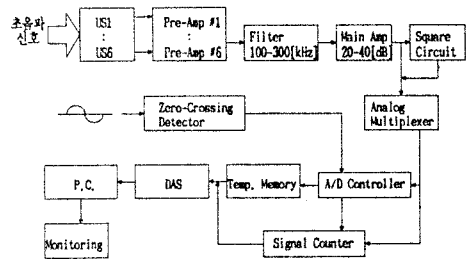 초음파
신호
US1
:
US6
Pre-Amp #1
:
Pre-Amp #6
Filter
100-300[kHz]
Main Amp
20-40[dB]
Square
Circuit
Zero-Crossing
Detector
Analog
Multiplexer
P.C.
DAS
Temp. Memory
A/D Controller
Monitoring
Signal Counter